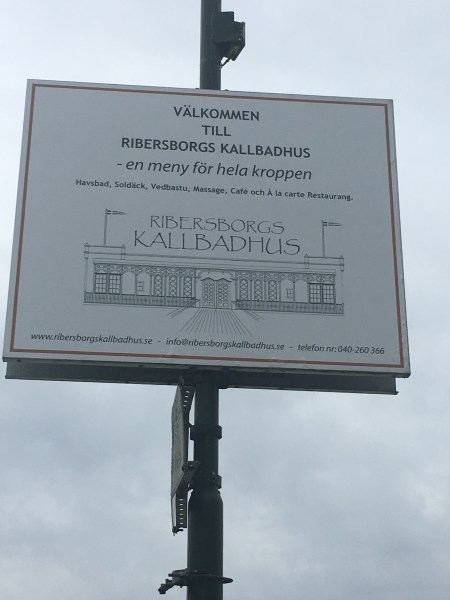 VÄLKOMMEN
TILL
RIBERSBORGS KALLBADHUS
- en meny för hela kroppen
Havsbad, Soldäck, Vedbastu, Massage, Café och À la carte Restaurang.
RIBERSBORGS
KALLBADHUS
www.ribersborgskallbadhus.se - info@ribersborgskallbadhus.se - telefon nr: 040-260 366